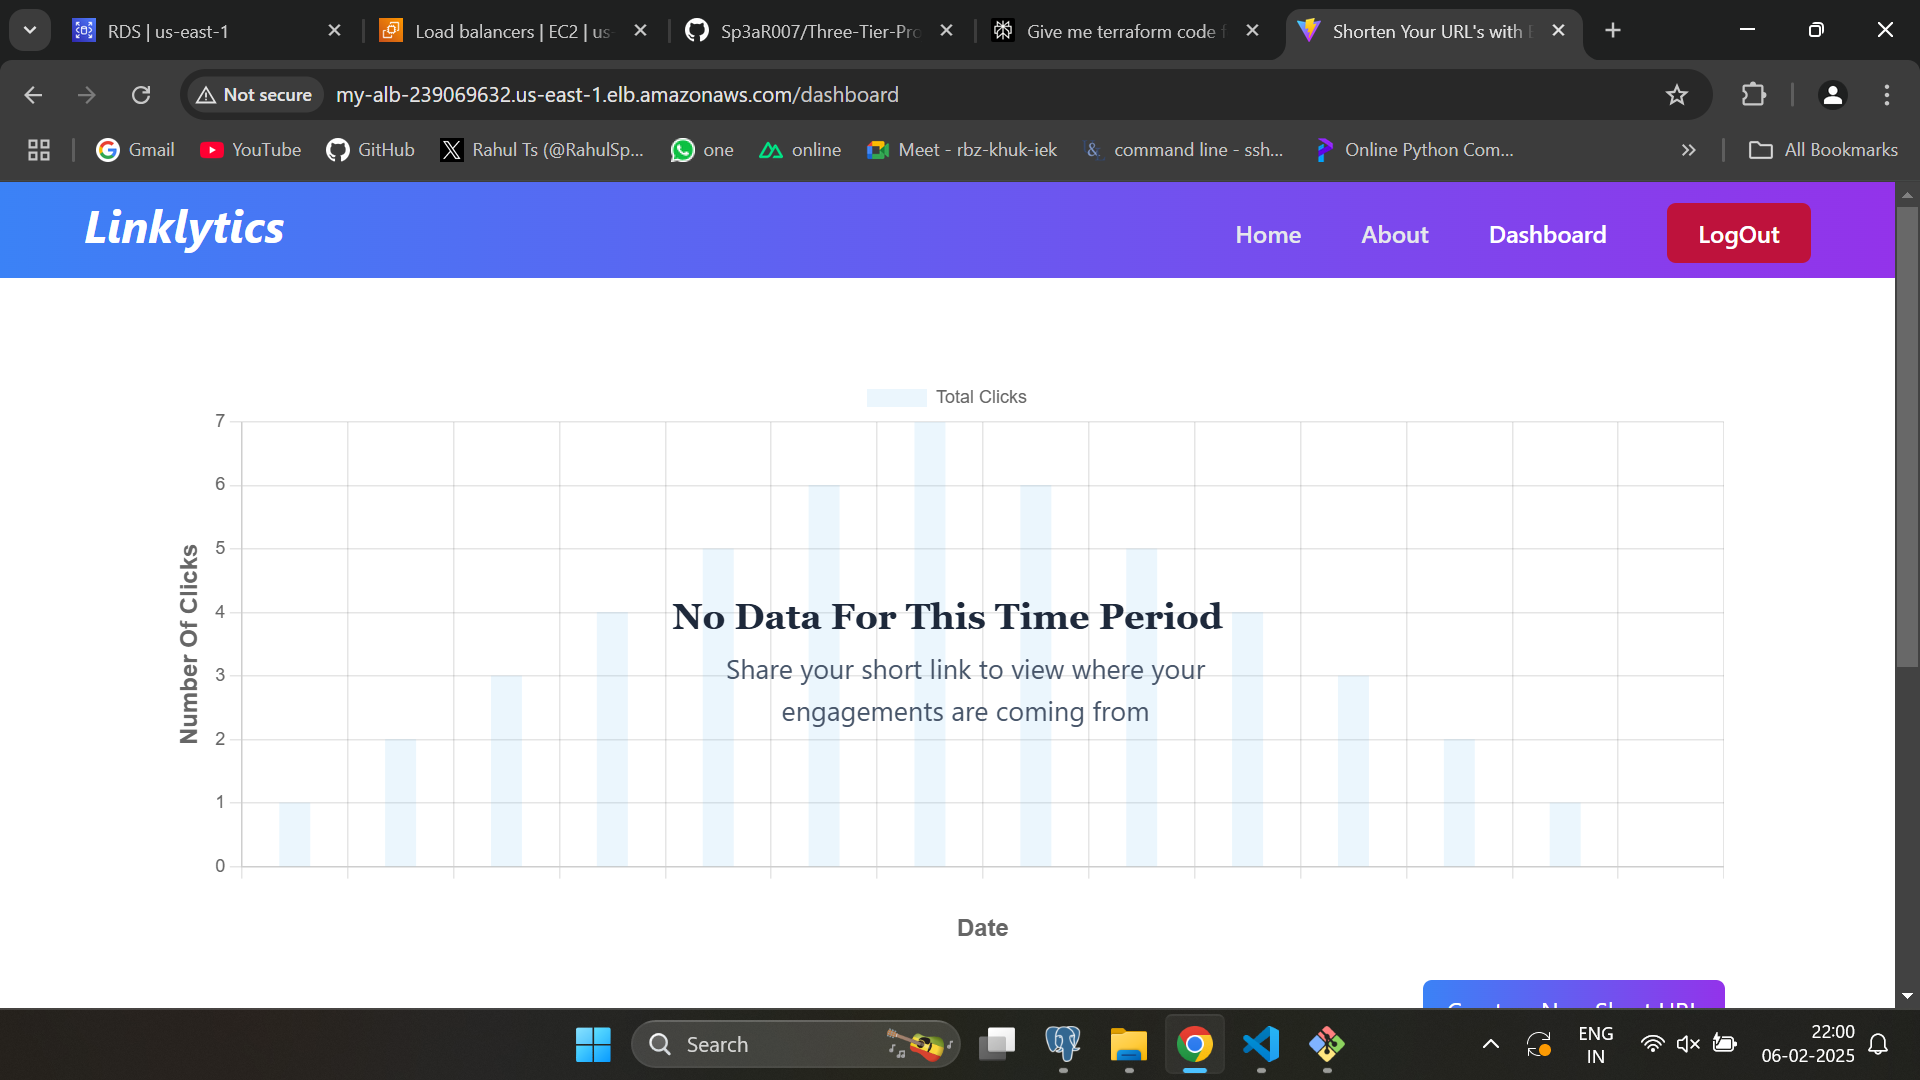 RDS | us-east-1
Load balancers | EC2 | us-
Sp3aR007/Three-Tier-Pro
Give me terraform code f
Shorten Your URL's with
Not secure
my-alb-239069632.us-east-1.elb.amazonaws.com/dashboard
Gmail
YouTube
GitHub
Rahul Ts (@RahulSp...
one
online
Meet - rbz-khuk-iek
command line - ssh...
Online Python Com...
All Bookmarks
Linklytics
Home
About
Dashboard
LogOut
Total Clicks
7
6
5
4
3
2
1
0
Number Of Clicks
No Data For This Time Period
Share your short link to view where your
engagements are coming from
Date
Search
ENG
IN
22:00
06-02-2025